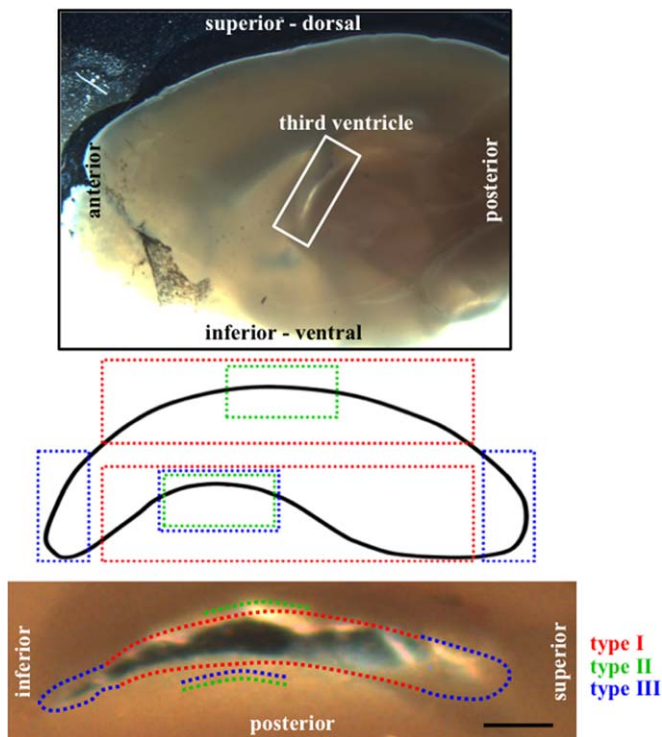 superior - dorsal
third ventricle
anterior
posterior
inferior - ventral
inferior
superior
type I
type II
type III
posterior